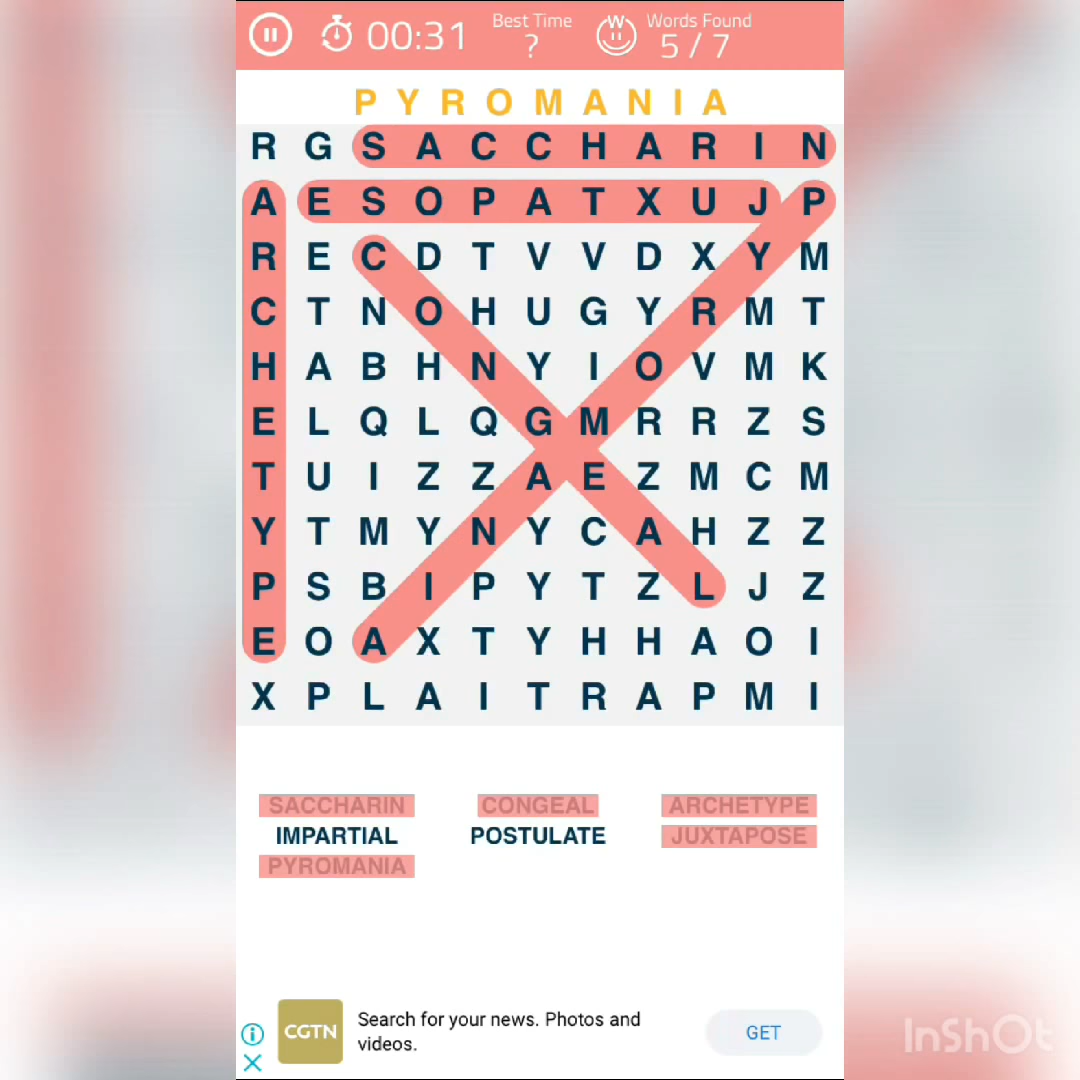 00:31
Best Time
?
W
Words Found
5 / 7
PYROMANIA
R G S A C C H A R I N
A E S O P A T X U J P
R E C D T V V D X Y M
C T N O H U G Y R M T
H A B H N Y I O V M K
E L Q L Q G M R R Z S
T U I Z Z A E Z M C M
Y T M Y N Y C A H Z Z
P S B I P Y T Z L J Z
E O A X T Y H H A O I
X P L A I T R A P M I
SACCHARIN CONGEAL ARCHETYPE
IMPARTIAL POSTULATE JUXTAPOSE
PYROMANIA
CGTN
Search for your news. Photos and
videos.
GET
InShOt